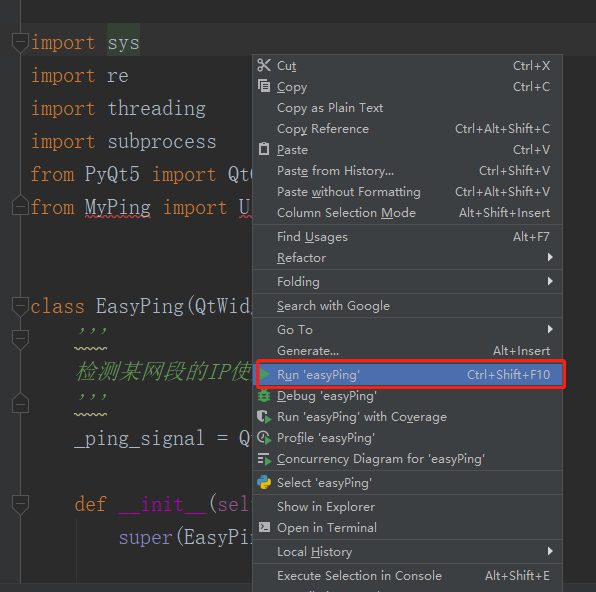 import sys
import re
import threading
import subprocess
from PyQt5 import Qt
from MyPing import U
class EasyPing(QtWid
'''
检测某网段的IP使
'''
_ping_signal = Q
def __init__(sel
super(EasyPi
Cut Ctrl+X
Copy Ctrl+C
Copy as Plain Text
Copy Reference Ctrl+Alt+Shift+C
Paste Ctrl+V
Paste from History... Ctrl+Shift+V
Paste without Formatting Ctrl+Alt+Shift+V
Column Selection Mode Alt+Shift+Insert
Find Usages Alt+F7
Refactor
Folding
Search with Google
Go To
Generate... Alt+Insert
Run 'easyPing' Ctrl+Shift+F10
Debug 'easyPing'
Run 'easyPing' with Coverage
Profile 'easyPing'
Concurrency Diagram for 'easyPing'
Select 'easyPing'
Show in Explorer
Open in Terminal
Local History
Execute Selection in Console Alt+Shift+E